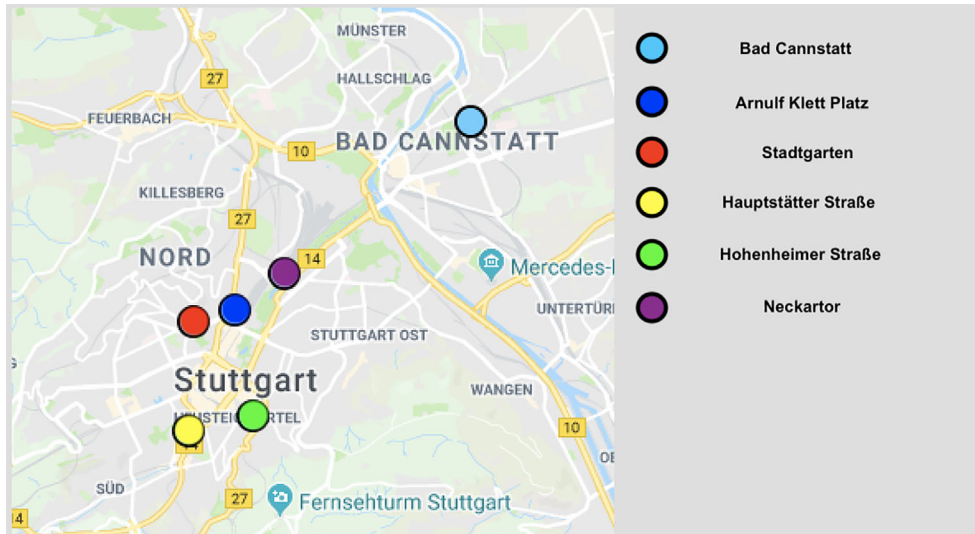 MÜNSTER
27
HALLSCHLAG
FEUERBACH
10
BAD CANNSTATT
KILLESBERG
27
NORD
14
Mercedes-
UNTERTÜR
STUTTGART OST
Stuttgart
WANGEN
10
SÜD
27
Fernsehturm Stuttgart
14
Bad Cannstatt
Arnulf Klett Platz
Stadtgarten
Hauptstätter Straße
Hohenheimer Straße
Neckartor